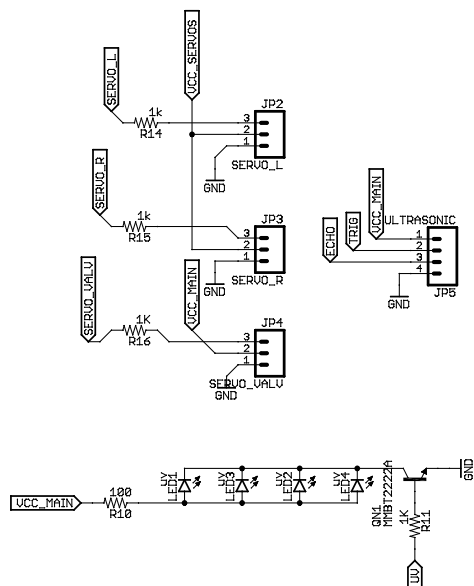 SERVO_L
VCC_SERVOS
1k
R14
JP2
3
2
1
SERVO_L
GND
SERVO_R
1k
R15
JP3
3
2
1
SERVO_R
GND
SERVO_VALV
VCC_MAIN
1K
R16
JP4
3
2
1
SERVO_VALV
GND
ECHO
TRIG
VCC_MAIN
ULTRASONIC
1
2
3
4
JP5
GND
VCC_MAIN
100
R10
UV
LED1
UV
LED3
UV
LED2
UV
LED4
QN1
MMBT2222A
GND
1K
R11
UV